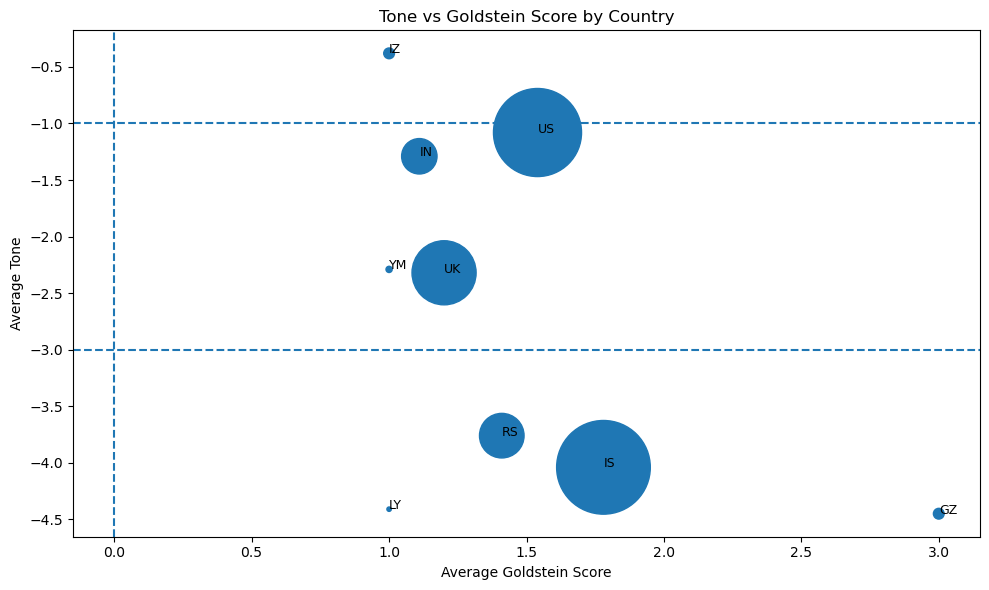 Tone vs Goldstein Score by Country
Average Tone
−0.5
−1.0
−1.5
−2.0
−2.5
−3.0
−3.5
−4.0
−4.5
IZ
US
IN
YM
UK
RS
IS
LY
GZ
0.0 0.5 1.0 1.5 2.0 2.5 3.0
Average Goldstein Score